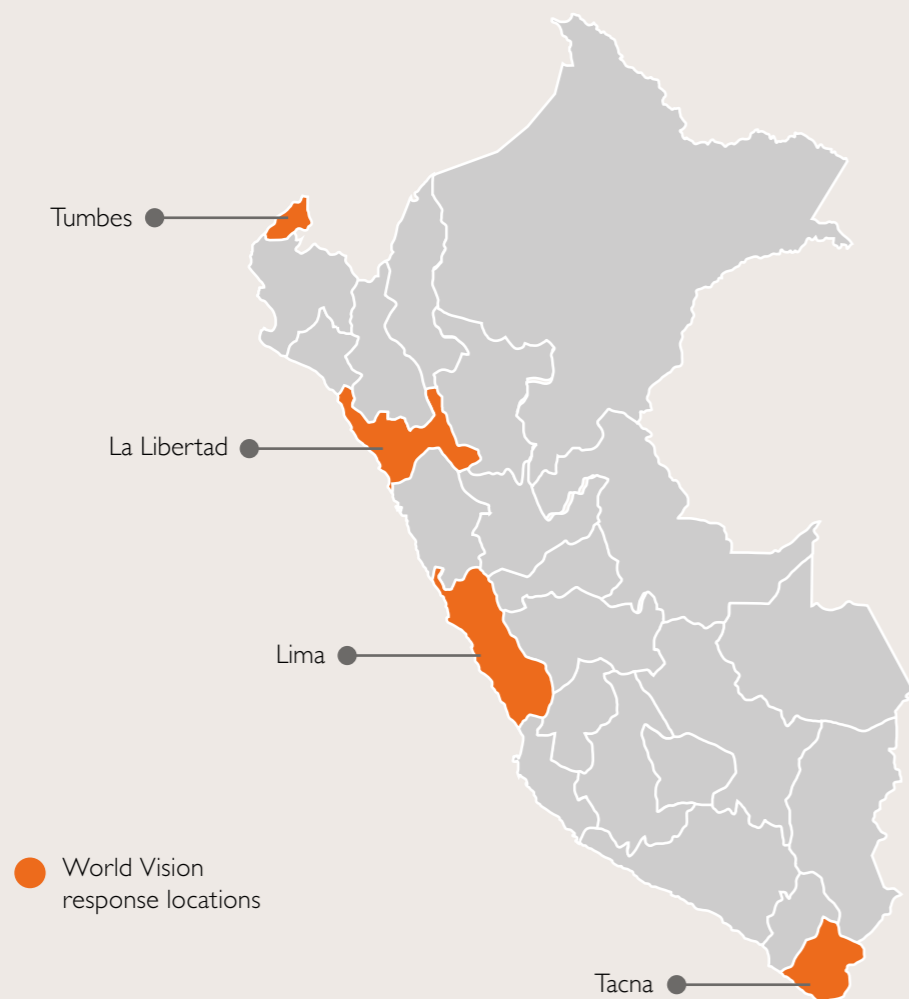 Tumbes
La Libertad
Lima
World Vision
response locations
Tacna